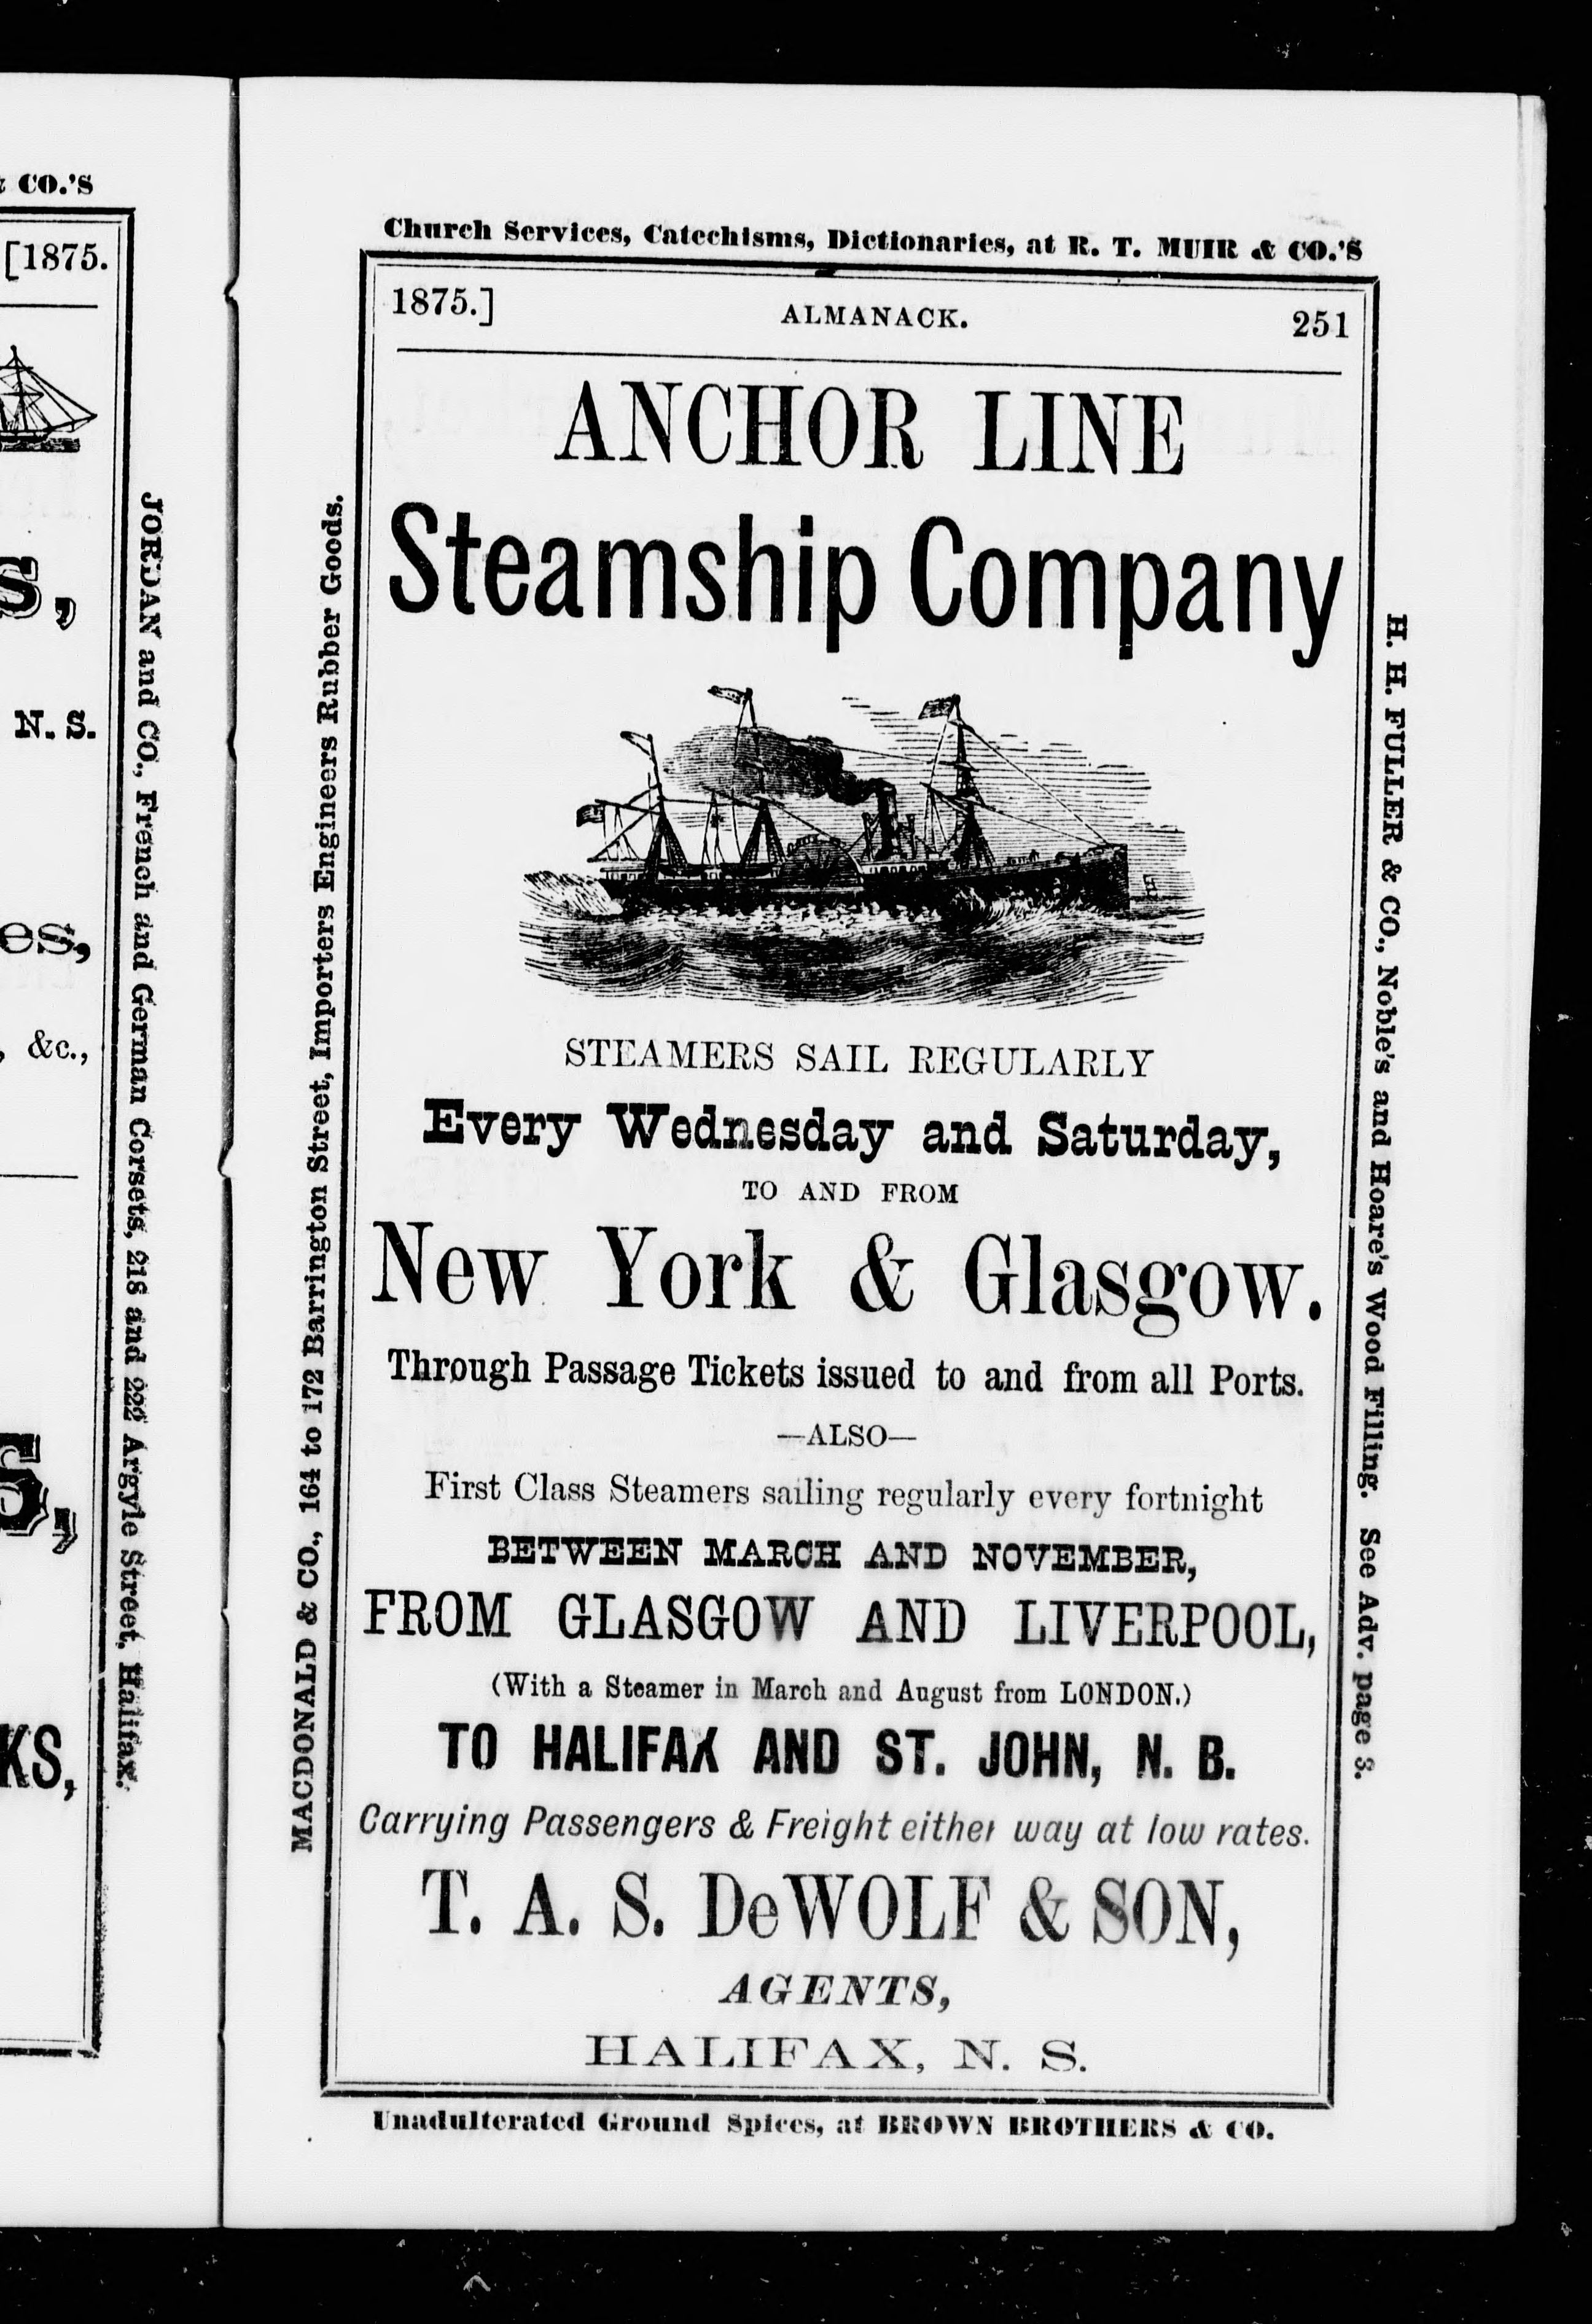 & CO.'S
[1875.
S,
N. S.
es,
, &c.,
S,
KS,
JORDAN and CO., French and German Corsets, 218 and 222 Argyle Street, Halifax.
Church Services, Catechisms, Dictionaries, at R. T. MUIR & CO.'S
1875.] ALMANACK. 251
ANCHOR LINE
Steamship Company
STEAMERS SAIL REGULARLY
Every Wednesday and Saturday,
TO AND FROM
New York & Glasgow.
Through Passage Tickets issued to and from all Ports.
—ALSO—
First Class Steamers sailing regularly every fortnight
BETWEEN MARCH AND NOVEMBER,
FROM GLASGOW AND LIVERPOOL,
(With a Steamer in March and August from LONDON.)
TO HALIFAX AND ST. JOHN, N. B.
Carrying Passengers & Freight either way at low rates.
T. A. S. DeWOLF & SON,
AGENTS,
HALIFAX, N. S.
Unadulterated Ground Spices, at BROWN BROTHERS & CO.
MACDONALD & CO., 164 to 172 Barrington Street, Importers Engineers Rubber Goods.
H. H. FULLER & CO., Noble's and Hoare's Wood Filling. See Adv. page 3.